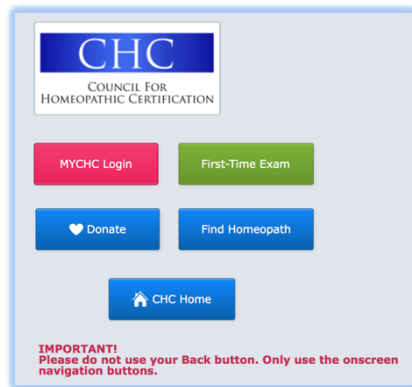 CHC
COUNCIL FOR
HOMEOPATHIC CERTIFICATION
MYCHC Login
First-Time Exam
Donate
Find Homeopath
CHC Home
IMPORTANT!
Please do not use your Back button. Only use the onscreen
navigation buttons.